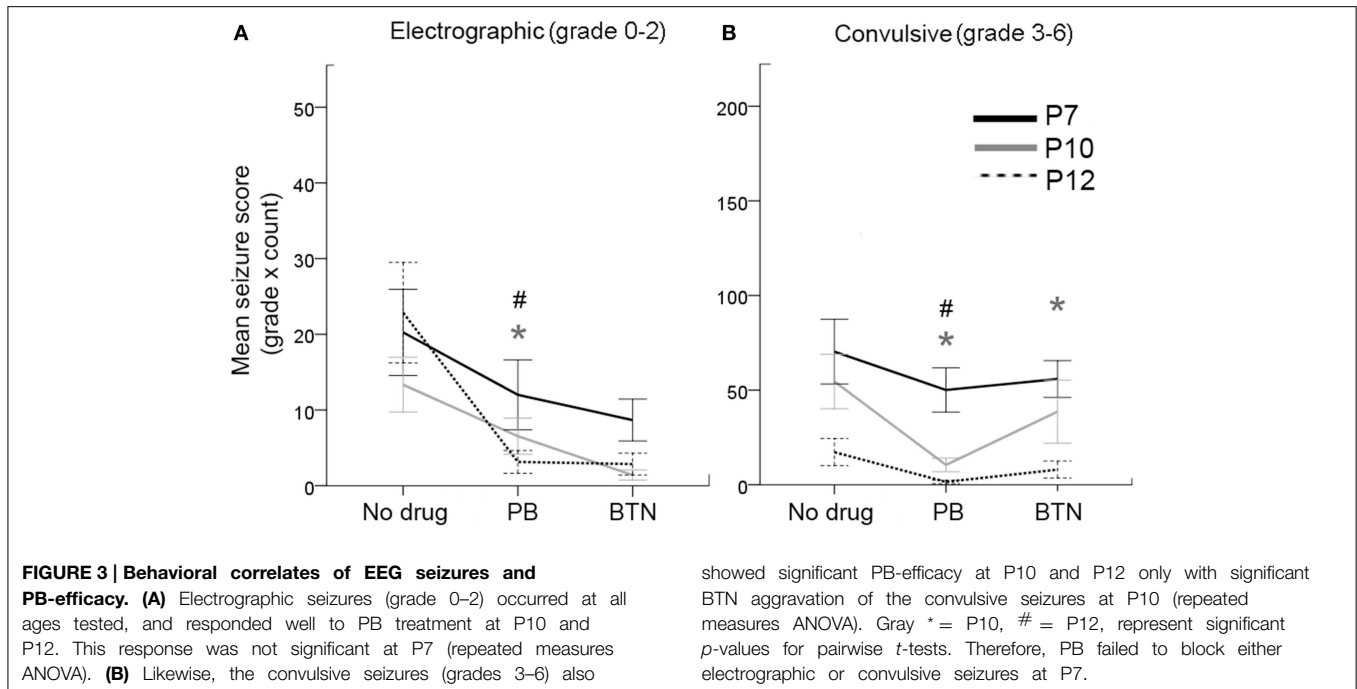 A Electrographic (grade 0-2)
B Convulsive (grade 3-6)
Mean seizure score
(grade x count)
50
40
30
20
10
0
#
*
No drug PB BTN
200
150
100
50
0
P7
P10
P12
#
*
*
No drug PB BTN
FIGURE 3 | Behavioral correlates of EEG seizures and
PB-efficacy. (A) Electrographic seizures (grade 0–2) occurred at all
ages tested, and responded well to PB treatment at P10 and
P12. This response was not significant at P7 (repeated measures
ANOVA). (B) Likewise, the convulsive seizures (grades 3–6) also
showed significant PB-efficacy at P10 and P12 only with significant
BTN aggravation of the convulsive seizures at P10 (repeated
measures ANOVA). Gray * = P10, # = P12, represent significant
p-values for pairwise t-tests. Therefore, PB failed to block either
electrographic or convulsive seizures at P7.